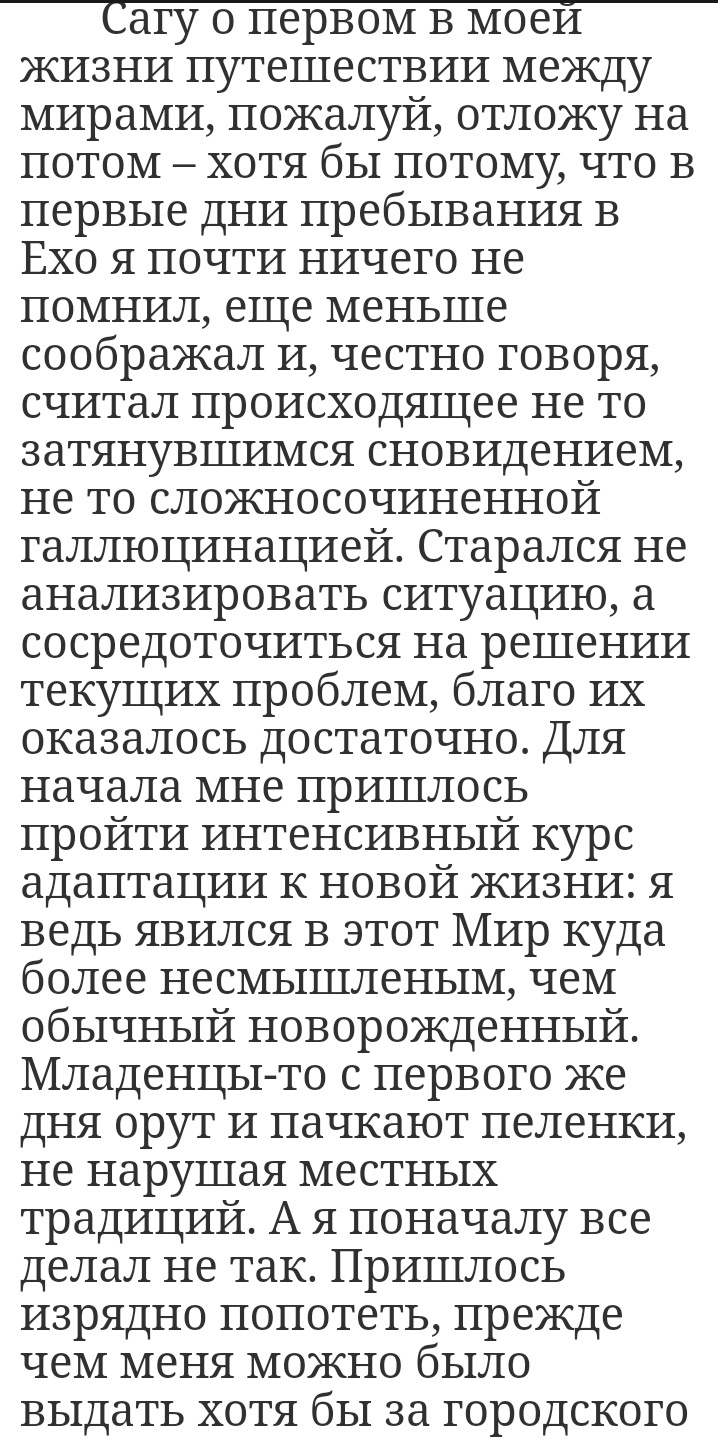 Сагу о первом в моей
жизни путешествии между
мирами, пожалуй, отложу на
потом – хотя бы потому, что в
первые дни пребывания в
Ехо я почти ничего не
помнил, еще меньше
соображал и, честно говоря,
считал происходящее не то
затянувшимся сновидением,
не то сложносочиненной
галлюцинацией. Старался не
анализировать ситуацию, а
сосредоточиться на решении
текущих проблем, благо их
оказалось достаточно. Для
начала мне пришлось
пройти интенсивный курс
адаптации к новой жизни: я
ведь явился в этот Мир куда
более несмышленым, чем
обычный новорожденный.
Младенцы-то с первого же
дня орут и пачкают пеленки,
не нарушая местных
традиций. А я поначалу все
делал не так. Пришлось
изрядно попотеть, прежде
чем меня можно было
выдать хотя бы за городского